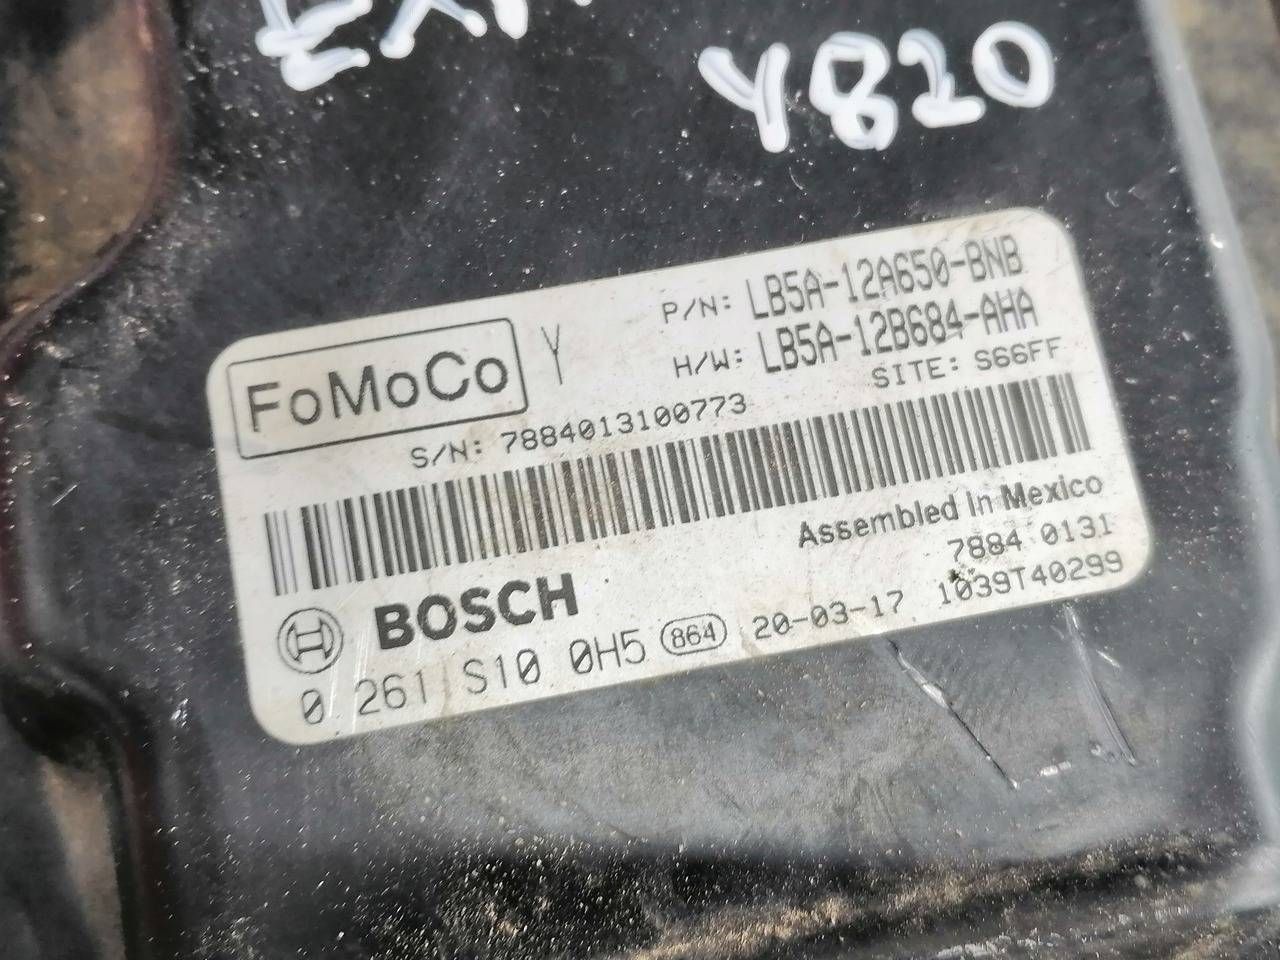 Y820
P/N: LB5A-12A650-BNB
H/W: LB5A-12B684-AHA
FoMoCo Y
SITE: S66FF
S/N: 7884013100773
Assembled in Mexico
7884 0131
BOSCH
0 261 S10 0H5 864 20-03-17 1039T40299